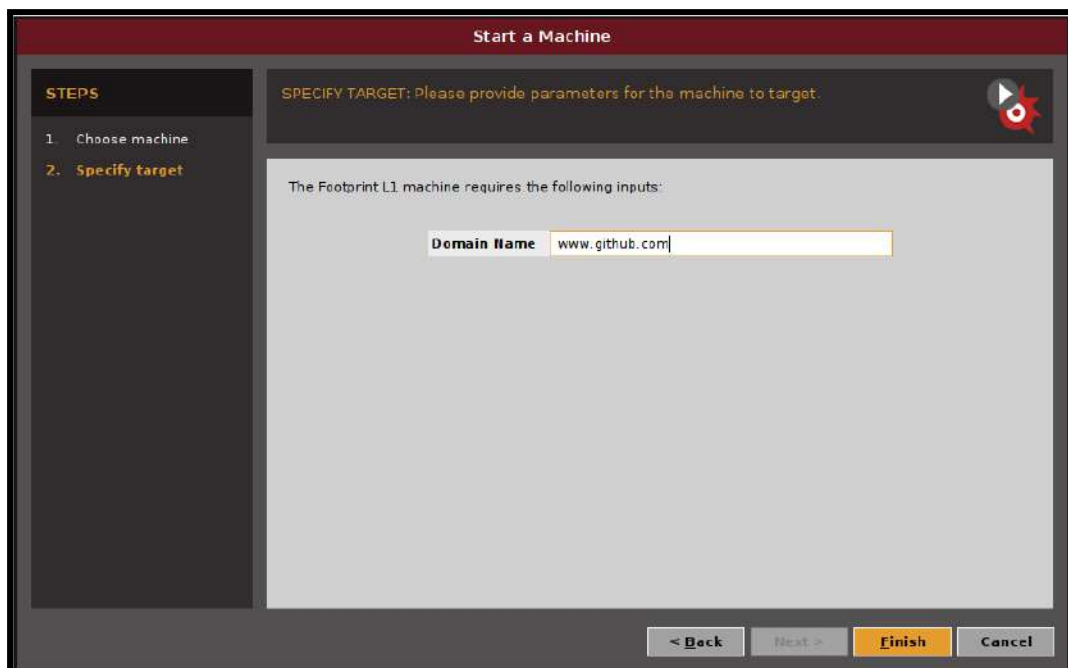 Start a Machine
STEPS
1. Choose machine
2. Specify target
SPECIFY TARGET: Please provide parameters for the machine to target.
The Footprint L1 machine requires the following inputs:
Domain Name www.github.com
< Back Next > Finish Cancel